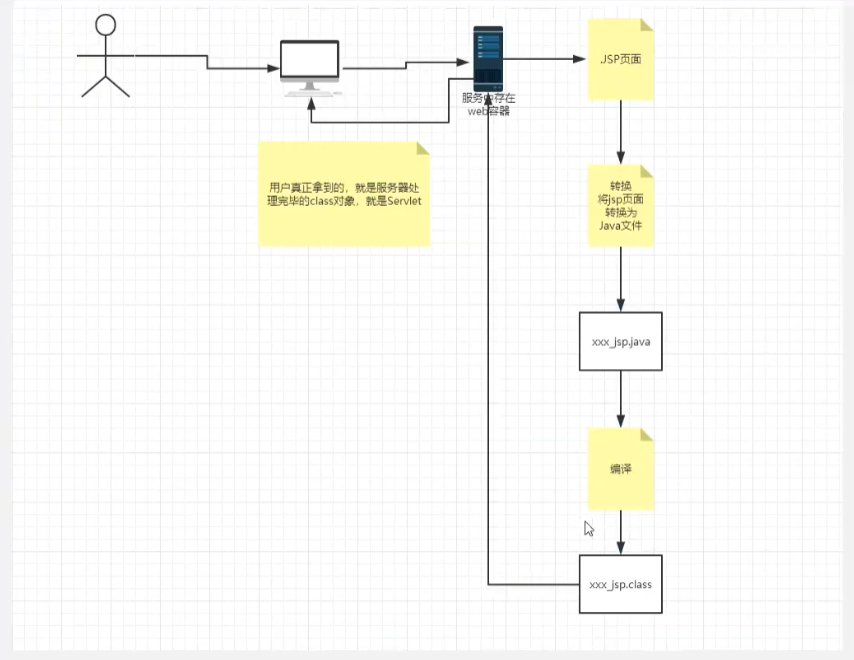 .JSP页面
服务中存在
web容器
用户真正拿到的，就是服务器处
理完毕的class对象，就是Servlet
转换
将jsp页面
转换为
Java文件
xxx_jsp.java
编译
xxx_jsp.class